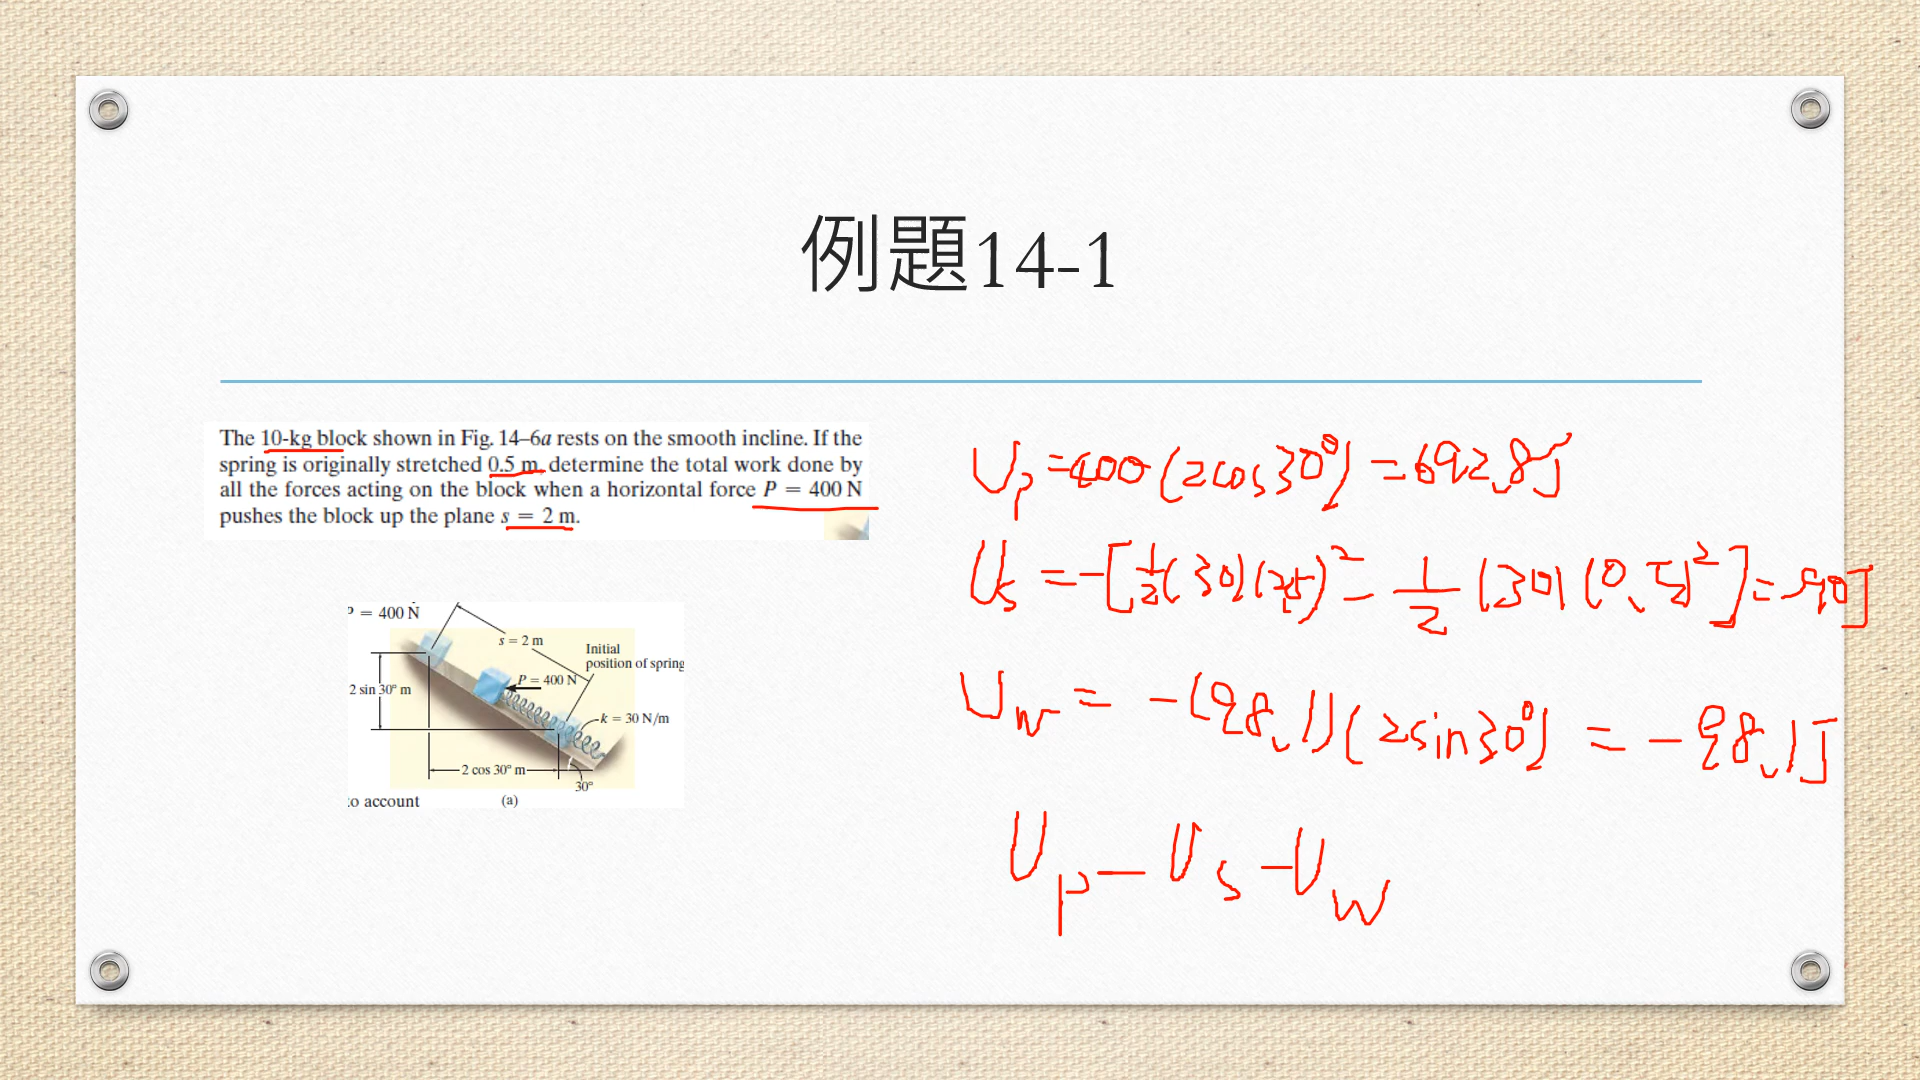 例題14-1
The 10-kg block shown in Fig. 14–6a rests on the smooth incline. If the
spring is originally stretched 0.5 m, determine the total work done by
all the forces acting on the block when a horizontal force P = 400 N
pushes the block up the plane s = 2 m.
P = 400 N
s = 2 m
Initial
position of spring
P = 400 N
2 sin 30° m
k = 30 N/m
2 cos 30° m
30°
to account
(a)
Up = 400 (2cos30°) = 692.8J
Us = -[1/2(30)(2.5)² - 1/2(30)(0.5)²] = -90J
Uw = -(98.1)(2sin30°) = -98.1J
Up - Us - Uw